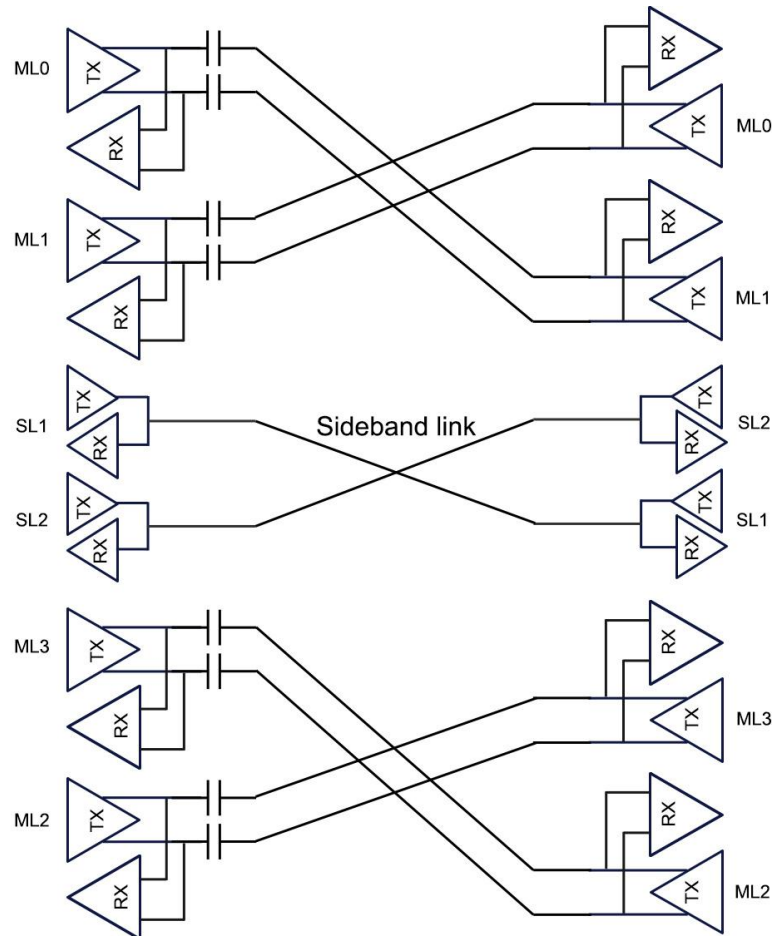 ML0
TX
RX
RX
TX
ML0
ML1
TX
RX
RX
TX
ML1
SL1
TX
RX
Sideband link
TX
RX
SL2
SL2
TX
RX
TX
RX
SL1
ML3
TX
RX
RX
TX
ML3
ML2
TX
RX
RX
TX
ML2